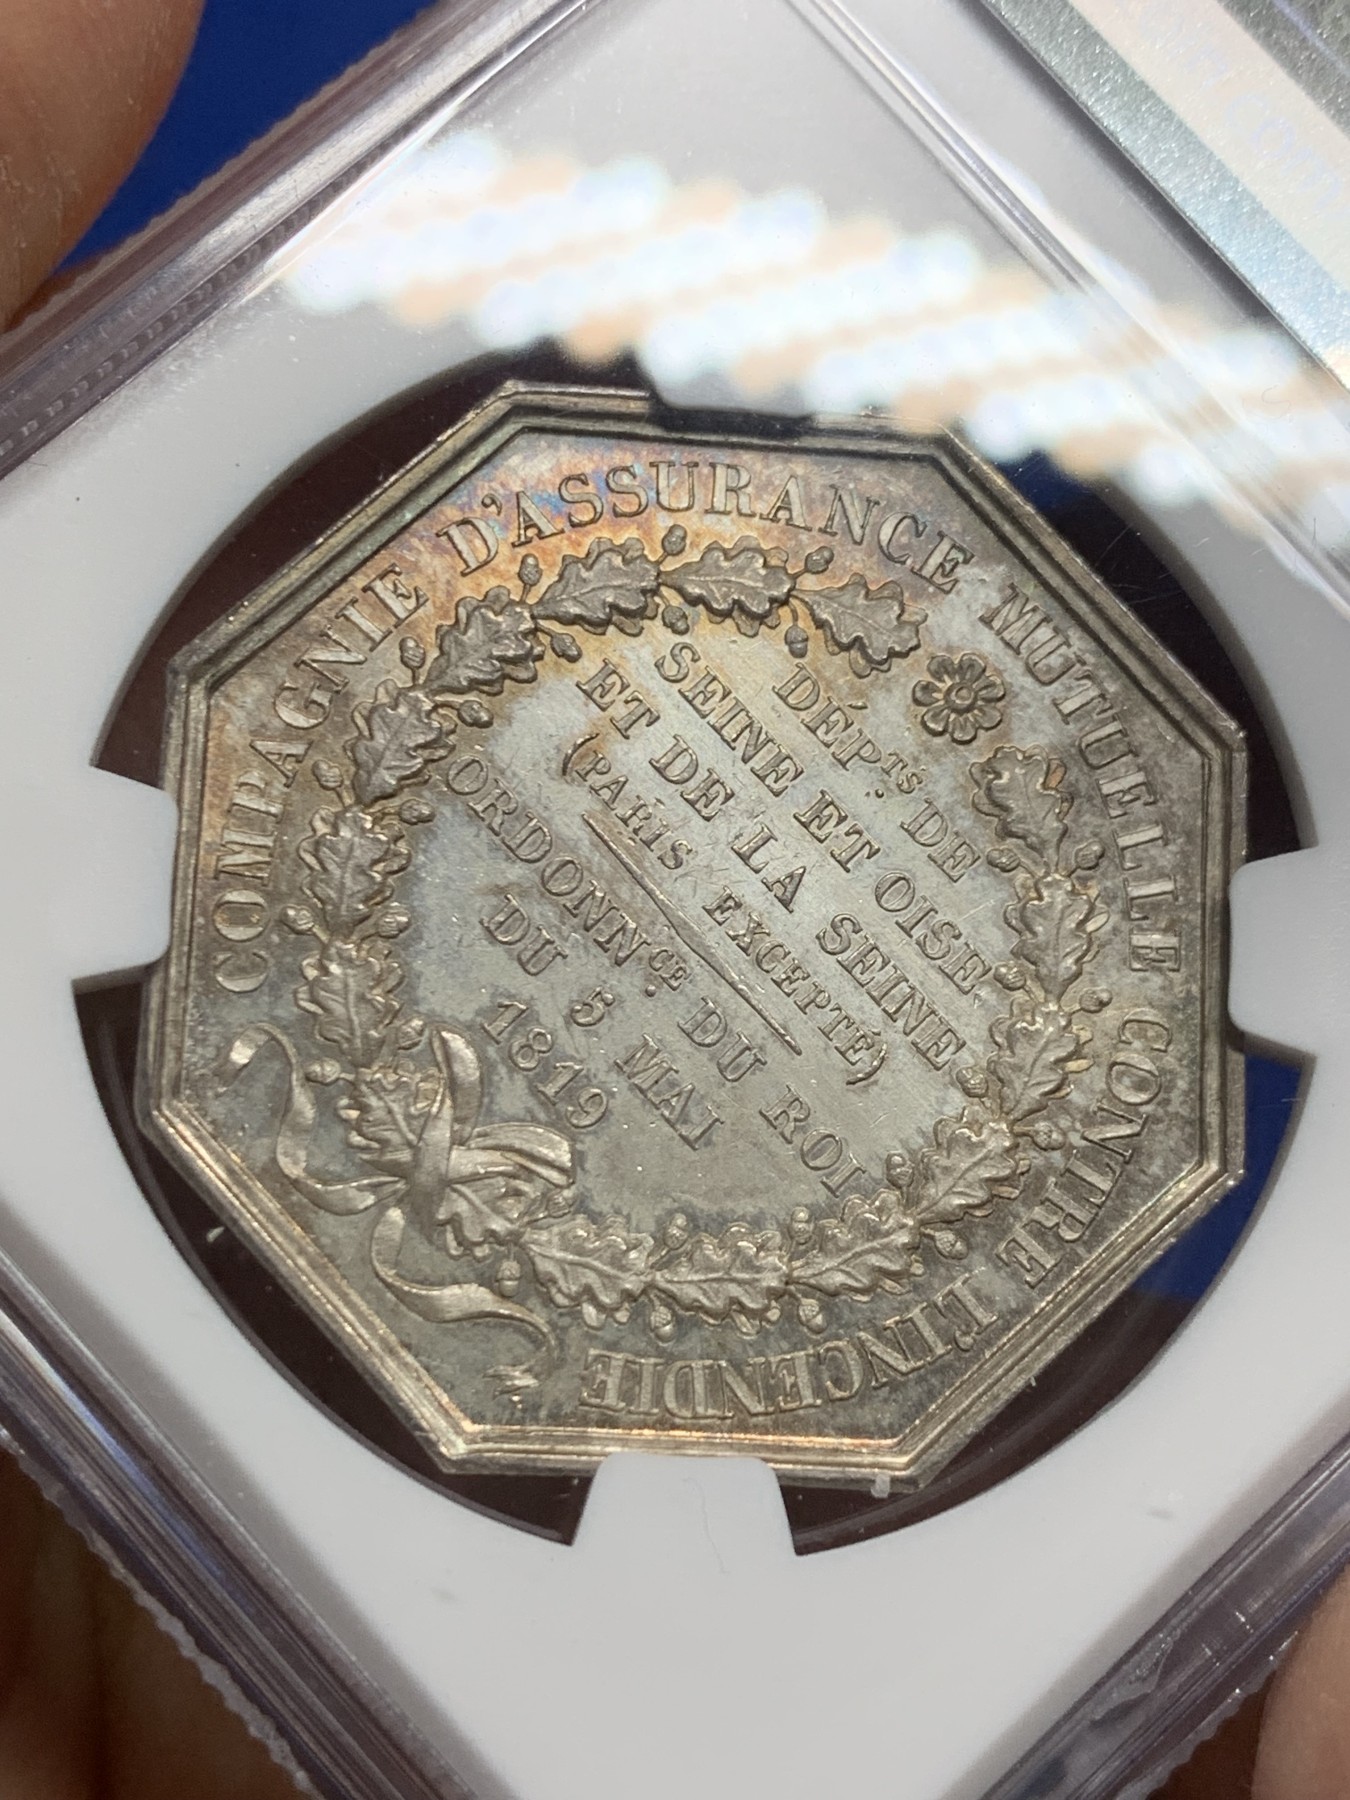 COMPAGNIE D'ASSURANCE MUTUELLE CONTRE L'INCENDIE
DÉPTS. DE
SEINE ET OISE
ET DE LA SEINE
(PARIS EXCEPTÉ)
ORDONNCE. DU ROI
DU 5 MAI
1819